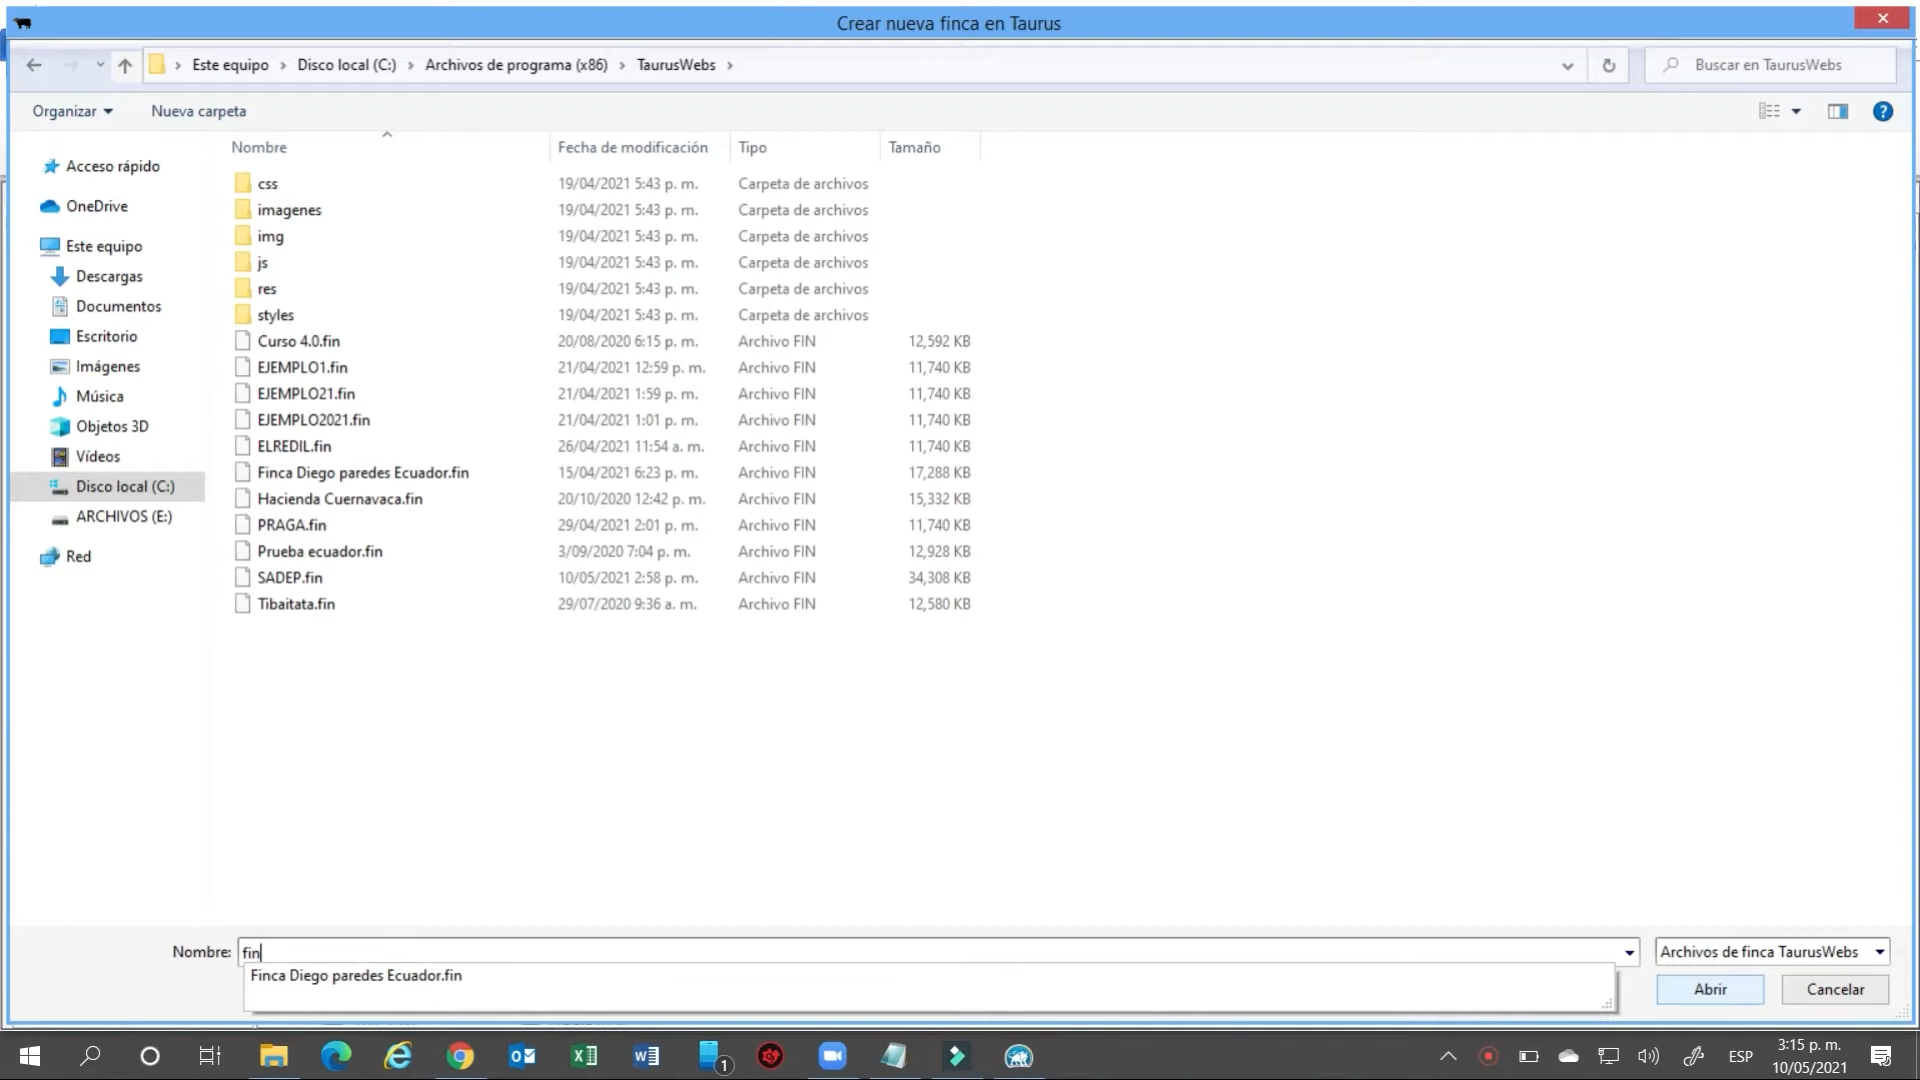 Crear nueva finca en Taurus
Este equipo > Disco local (C:) > Archivos de programa (x86) > TaurusWebs >
Buscar en TaurusWebs
Organizar
Nueva carpeta
Nombre
Fecha de modificación
Tipo
Tamaño
Acceso rápido
OneDrive
Este equipo
Descargas
Documentos
Escritorio
Imágenes
Música
Objetos 3D
Vídeos
Disco local (C:)
ARCHIVOS (E:)
Red
css 19/04/2021 5:43 p. m. Carpeta de archivos
imagenes 19/04/2021 5:43 p. m. Carpeta de archivos
img 19/04/2021 5:43 p. m. Carpeta de archivos
js 19/04/2021 5:43 p. m. Carpeta de archivos
res 19/04/2021 5:43 p. m. Carpeta de archivos
styles 19/04/2021 5:43 p. m. Carpeta de archivos
Curso 4.0.fin 20/08/2020 6:15 p. m. Archivo FIN 12,592 KB
EJEMPLO1.fin 21/04/2021 12:59 p. m. Archivo FIN 11,740 KB
EJEMPLO21.fin 21/04/2021 1:59 p. m. Archivo FIN 11,740 KB
EJEMPLO2021.fin 21/04/2021 1:01 p. m. Archivo FIN 11,740 KB
ELREDIL.fin 26/04/2021 11:54 a. m. Archivo FIN 11,740 KB
Finca Diego paredes Ecuador.fin 15/04/2021 6:23 p. m. Archivo FIN 17,288 KB
Hacienda Cuernavaca.fin 20/10/2020 12:42 p. m. Archivo FIN 15,332 KB
PRAGA.fin 29/04/2021 2:01 p. m. Archivo FIN 11,740 KB
Prueba ecuador.fin 3/09/2020 7:04 p. m. Archivo FIN 12,928 KB
SADEP.fin 10/05/2021 2:58 p. m. Archivo FIN 34,308 KB
Tibaitata.fin 29/07/2020 9:36 a. m. Archivo FIN 12,580 KB
Nombre: fin
Archivos de finca TaurusWebs
Finca Diego paredes Ecuador.fin
Abrir
Cancelar
1
ESP
3:15 p. m.
10/05/2021